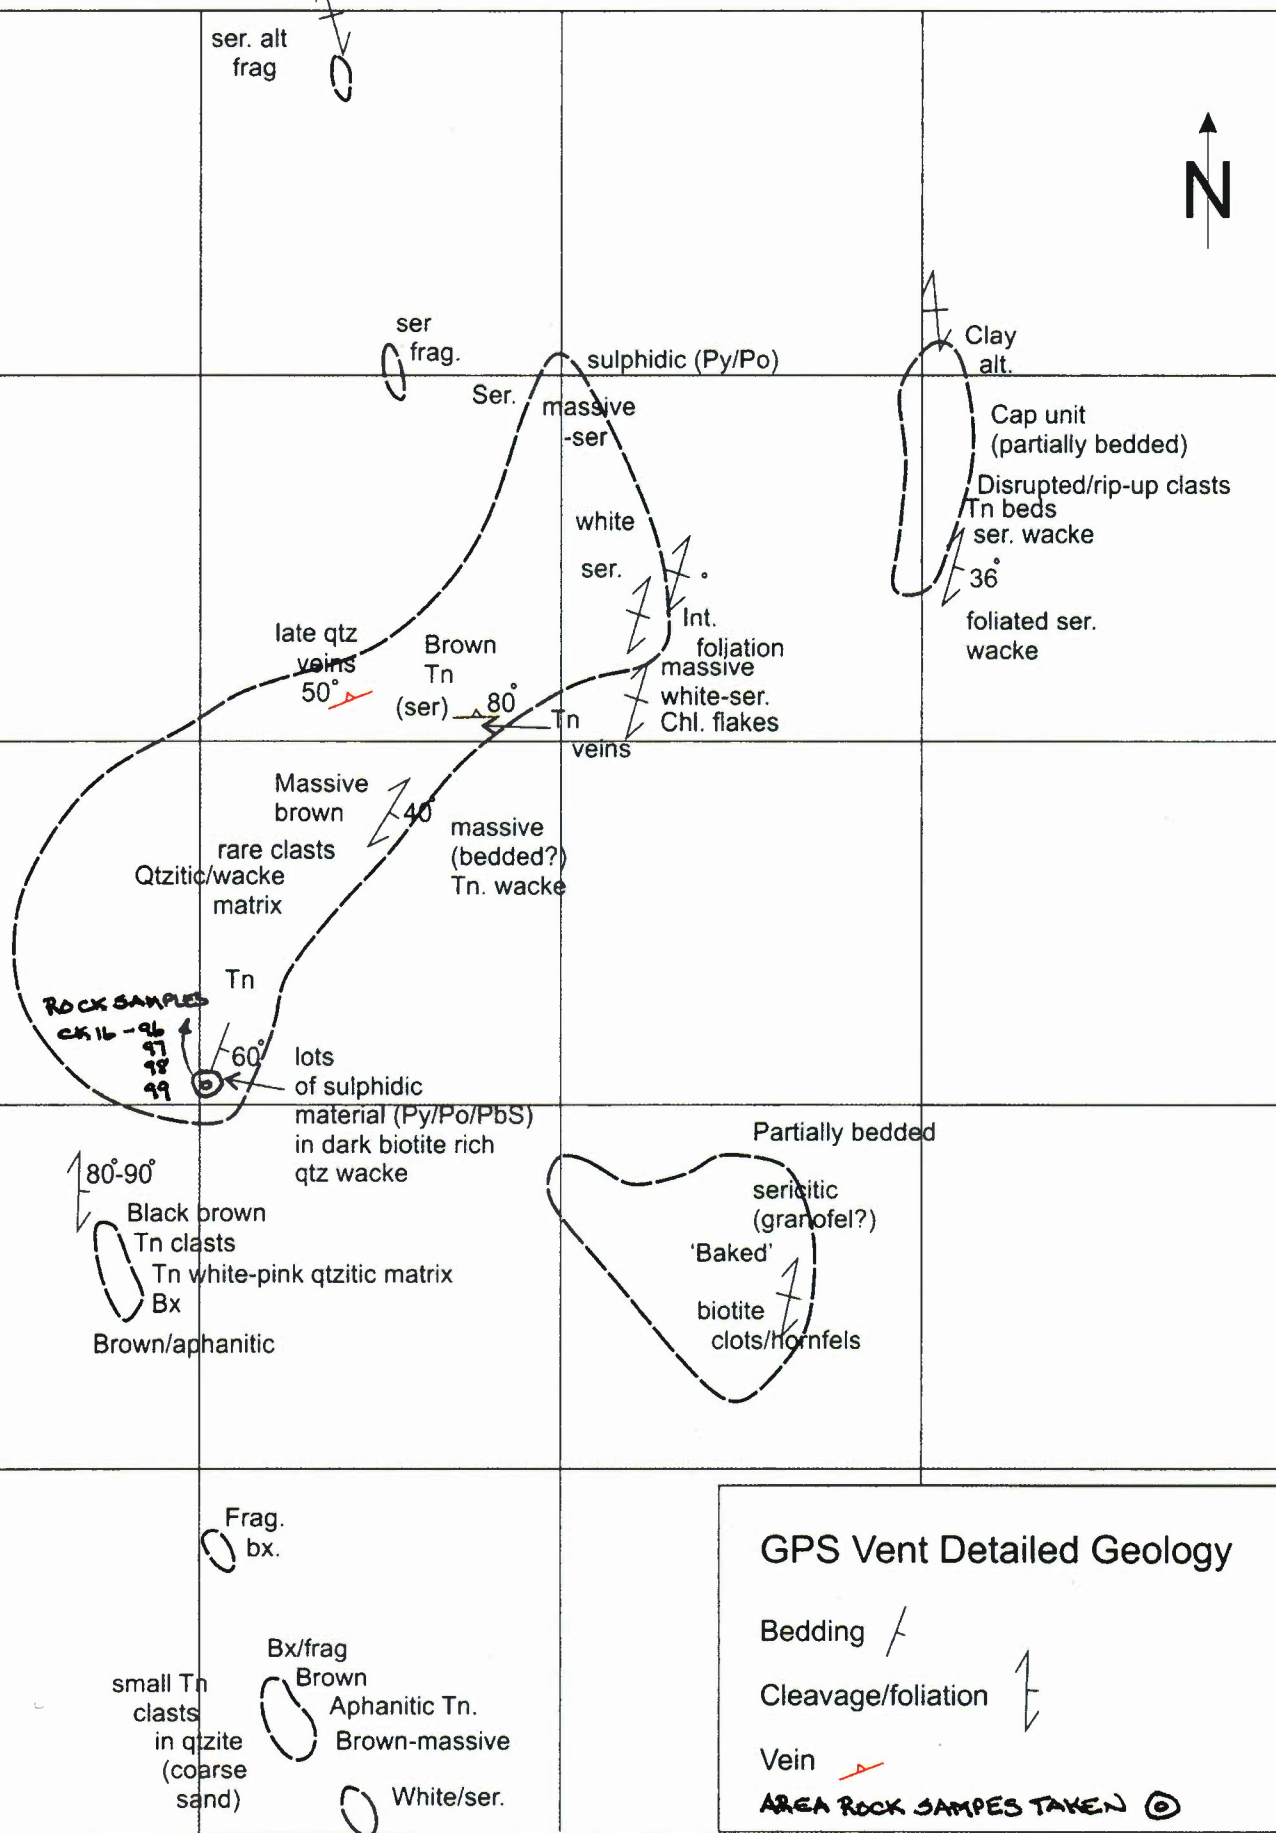 ser. alt
frag
N
ser
frag.
sulphidic (Py/Po)
Ser.
massive
-ser
Clay
alt.
Cap unit
(partially bedded)
Disrupted/rip-up clasts
Tn beds
ser. wacke
36°
foliated ser.
wacke
white
ser.
°
Int.
foliation
massive
white-ser.
Chl. flakes
late qtz
veins
50°
Brown
Tn
(ser)
80°
Tn
veins
Massive
brown
40°
rare clasts
Qtzitic/wacke
matrix
massive
(bedded?)
Tn. wacke
Tn
ROCK SAMPLES
CK16-96
97
98
99
60°
lots
of sulphidic
material (Py/Po/PbS)
in dark biotite rich
qtz wacke
80°-90°
Black brown
Tn clasts
Tn white-pink qtzitic matrix
Bx
Brown/aphanitic
Partially bedded
sericitic
(granofel?)
'Baked'
biotite
clots/hornfels
Frag.
bx.
Bx/frag
Brown
Aphanitic Tn.
Brown-massive
small Tn
clasts
in qtzite
(coarse
sand)
White/ser.
GPS Vent Detailed Geology
Bedding
Cleavage/foliation
Vein
AREA ROCK SAMPES TAKEN